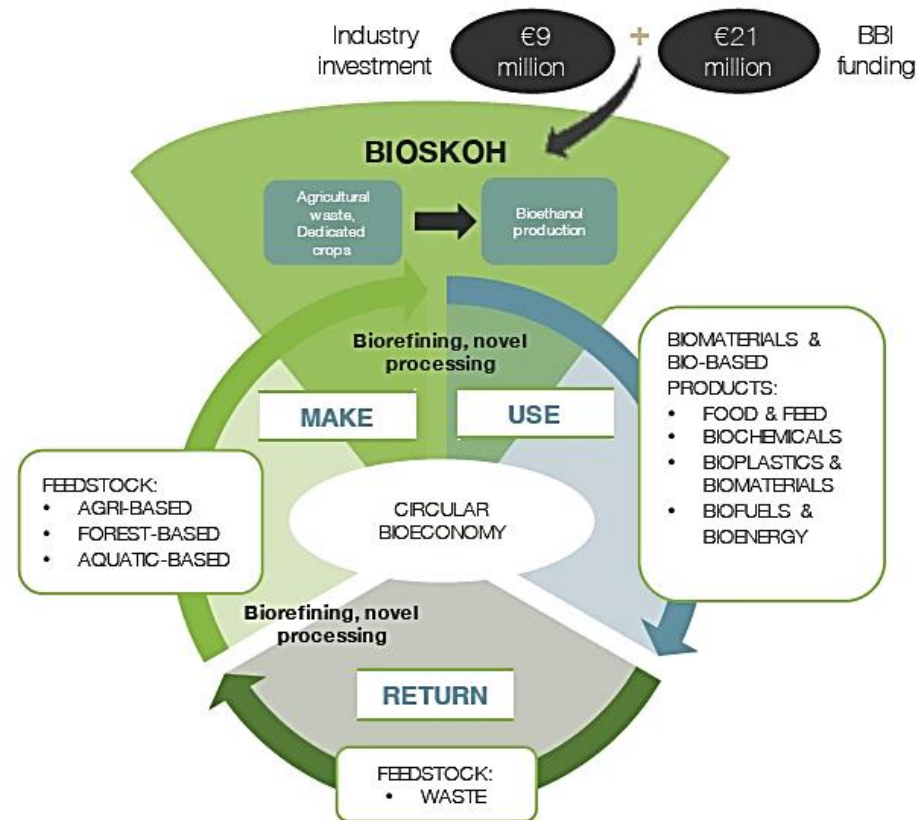 Industry
investment
€9
million
+
€21
million
BBI
funding
BIOSKOH
Agricultural
waste,
Dedicated
crops
Bioethanol
production
Biorefining, novel
processing
MAKE
USE
BIOMATERIALS &
BIO-BASED
PRODUCTS:
• FOOD & FEED
• BIOCHEMICALS
• BIOPLASTICS &
BIOMATERIALS
• BIOFUELS &
BIOENERGY
FEEDSTOCK:
• AGRI-BASED
• FOREST-BASED
• AQUATIC-BASED
CIRCULAR
BIOECONOMY
Biorefining, novel
processing
RETURN
FEEDSTOCK:
• WASTE